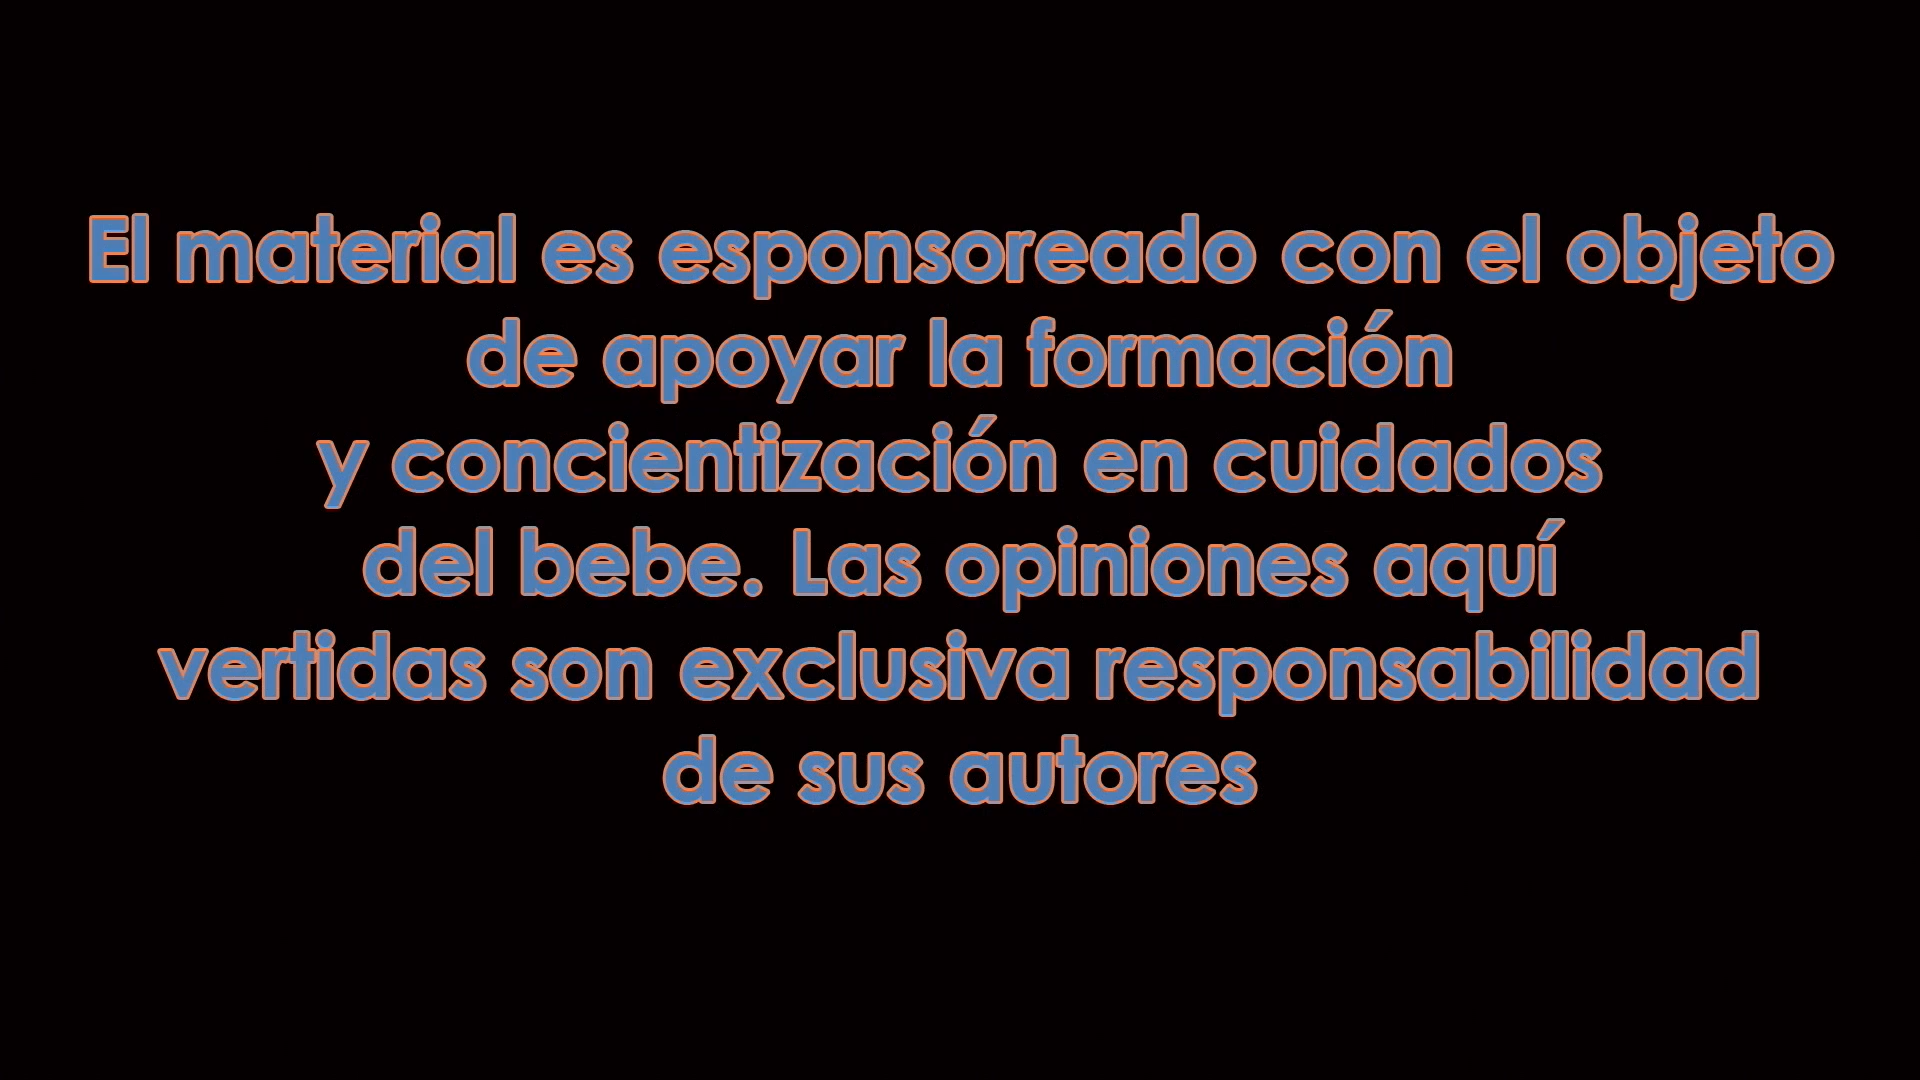 El material es esponsoreado con el objeto
de apoyar la formación
y concientización en cuidados
del bebe. Las opiniones aquí
vertidas son exclusiva responsabilidad
de sus autores